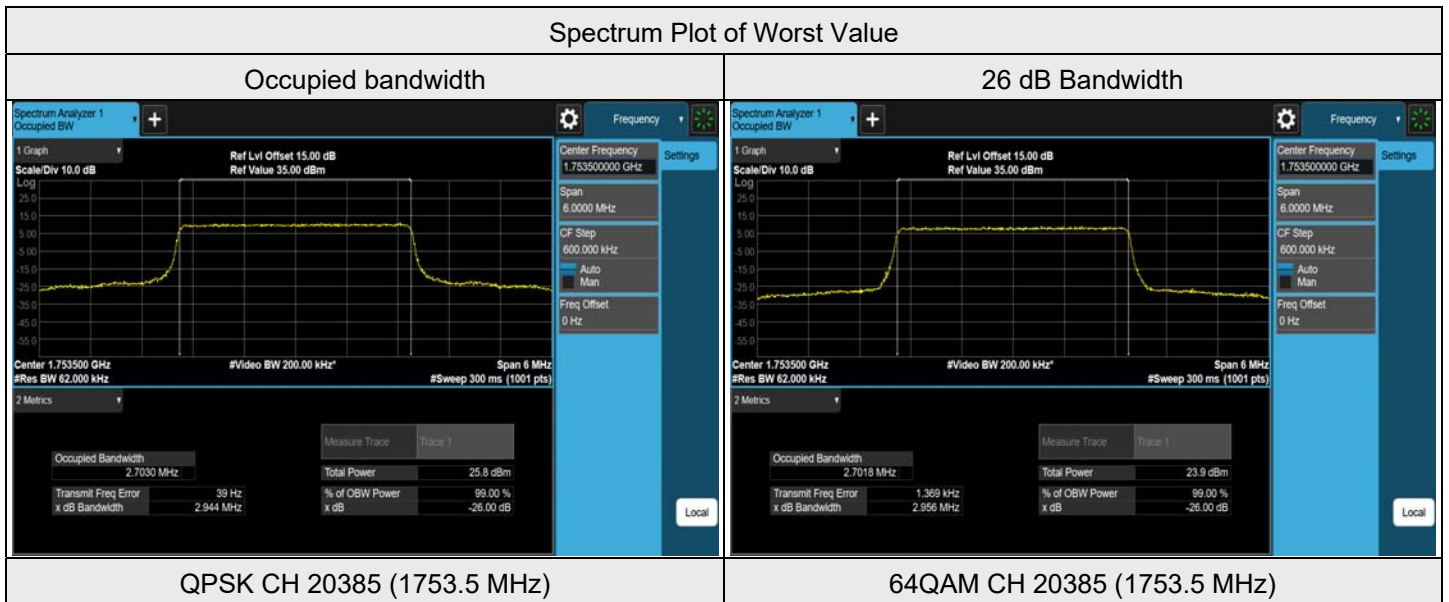 Spectrum Plot of Worst Value
Occupied bandwidth
26 dB Bandwidth
Spectrum Analyzer 1
Occupied BW
+
Frequency
1 Graph
Scale/Div 10.0 dB
Ref Lvl Offset 15.00 dB
Ref Value 35.00 dBm
Log
25.0
15.0
5.00
-5.00
-15.0
-25.0
-35.0
-45.0
-55.0
Center 1.753500 GHz
#Res BW 62.000 kHz
#Video BW 200.00 kHz*
Span 6 MHz
#Sweep 300 ms (1001 pts)
Center Frequency
1.753500000 GHz
Settings
Span
6.0000 MHz
CF Step
600.000 kHz
Auto
Man
Freq Offset
0 Hz
2 Metrics
Measure Trace Trace 1
Occupied Bandwidth
2.7030 MHz
Total Power 25.8 dBm
Transmit Freq Error 39 Hz
% of OBW Power 99.00 %
x dB Bandwidth 2.944 MHz
x dB -26.00 dB
Local
Spectrum Analyzer 1
Occupied BW
+
Frequency
1 Graph
Scale/Div 10.0 dB
Ref Lvl Offset 15.00 dB
Ref Value 35.00 dBm
Log
25.0
15.0
5.00
-5.00
-15.0
-25.0
-35.0
-45.0
-55.0
Center 1.753500 GHz
#Res BW 62.000 kHz
#Video BW 200.00 kHz*
Span 6 MHz
#Sweep 300 ms (1001 pts)
Center Frequency
1.753500000 GHz
Settings
Span
6.0000 MHz
CF Step
600.000 kHz
Auto
Man
Freq Offset
0 Hz
2 Metrics
Measure Trace Trace 1
Occupied Bandwidth
2.7018 MHz
Total Power 23.9 dBm
Transmit Freq Error 1.369 kHz
% of OBW Power 99.00 %
x dB Bandwidth 2.956 MHz
x dB -26.00 dB
Local
QPSK CH 20385 (1753.5 MHz)
64QAM CH 20385 (1753.5 MHz)